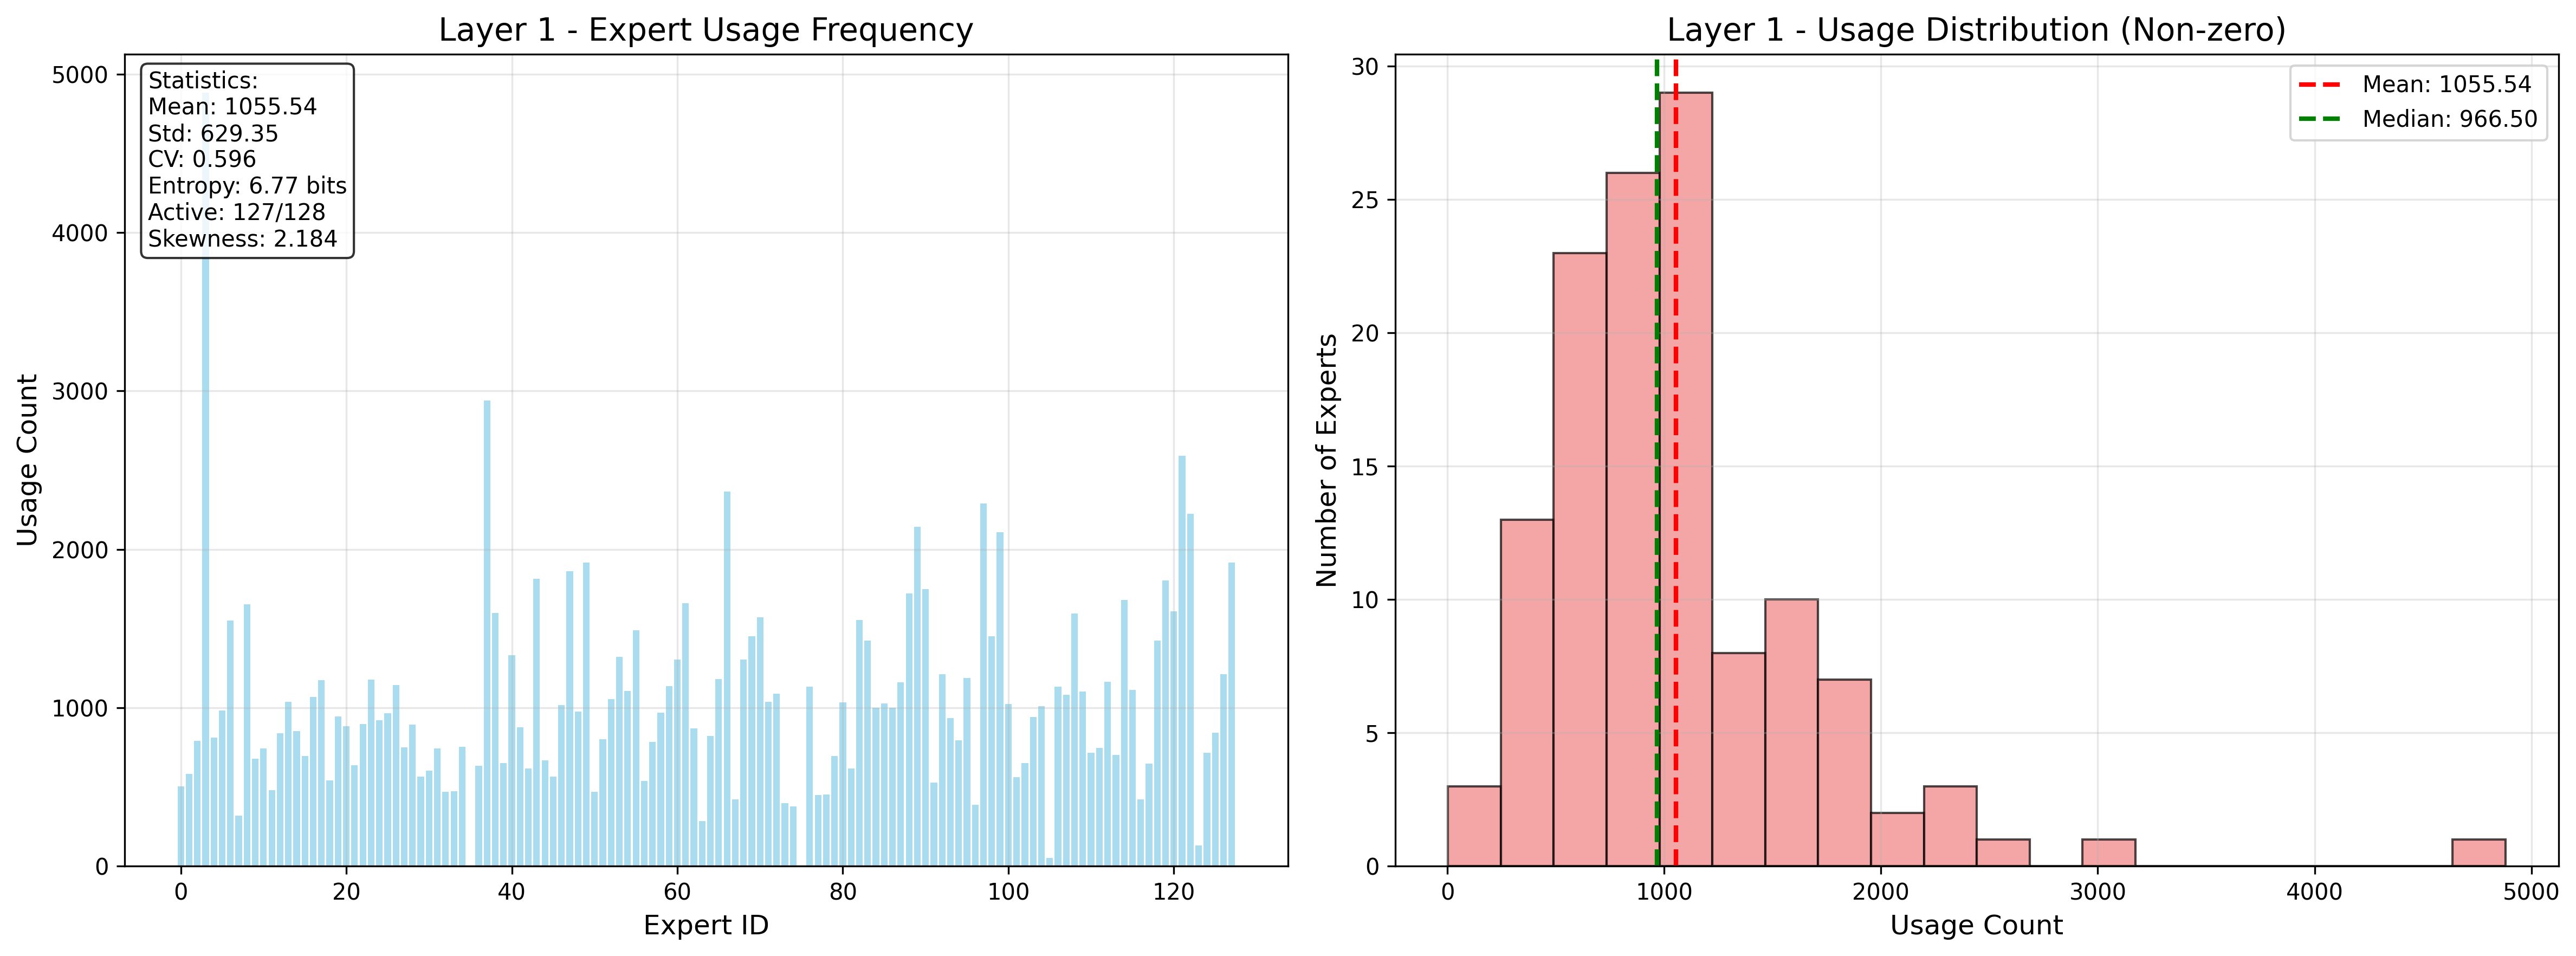 Layer 1 - Expert Usage Frequency
Statistics:
Mean: 1055.54
Std: 629.35
CV: 0.596
Entropy: 6.77 bits
Active: 127/128
Skewness: 2.184
Usage Count
5000
4000
3000
2000
1000
0
0 20 40 60 80 100 120
Expert ID
Layer 1 - Usage Distribution (Non-zero)
Mean: 1055.54
Median: 966.50
Number of Experts
30
25
20
15
10
5
0
0 1000 2000 3000 4000 5000
Usage Count